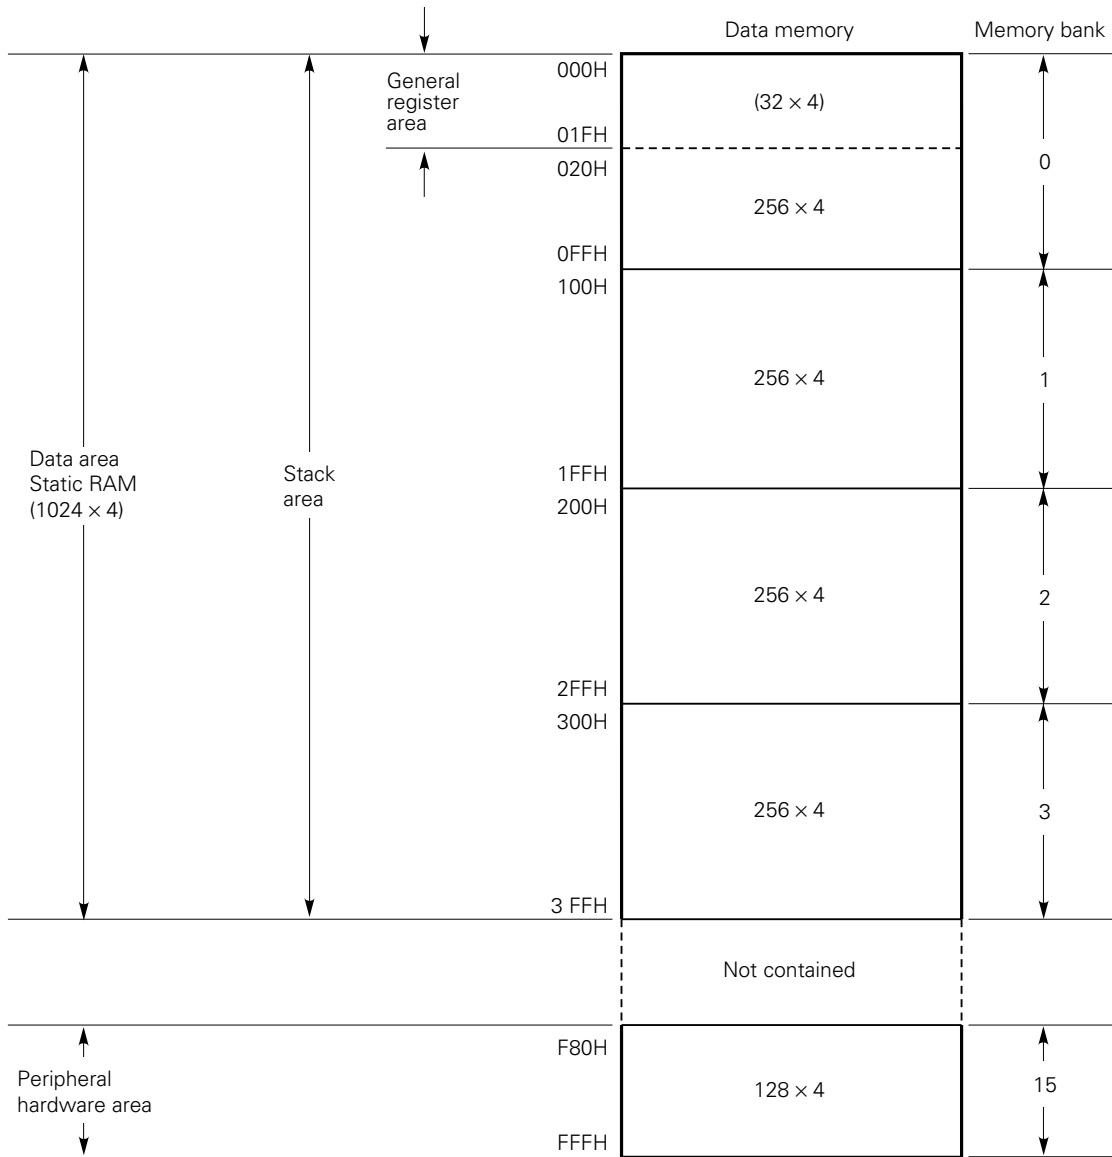 Data memory
Memory bank
000H
General
register
area
(32 × 4)
01FH
020H
0
256 × 4
0FFH
100H
256 × 4
1
Data area
Static RAM
(1024 × 4)
Stack
area
1FFH
200H
256 × 4
2
2FFH
300H
256 × 4
3
3 FFH
Not contained
F80H
Peripheral
hardware area
128 × 4
15
FFFH